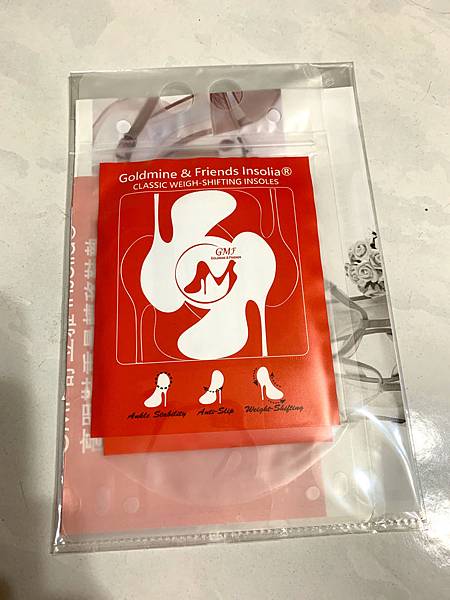 Goldmine & Friends Insolia®
CLASSIC WEIGH-SHIFTING INSOLES
GMF
GOLDMINE & FRIENDS
Ankle Stability
Anti-Slip
Weight-Shifting